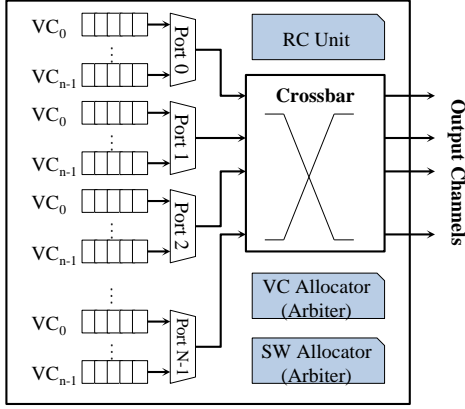 VC0
VCn-1
Port 0
VC0
VCn-1
Port 1
VC0
VCn-1
Port 2
VC0
VCn-1
Port N-1
RC Unit
Crossbar
VC Allocator
(Arbiter)
SW Allocator
(Arbiter)
Output Channels